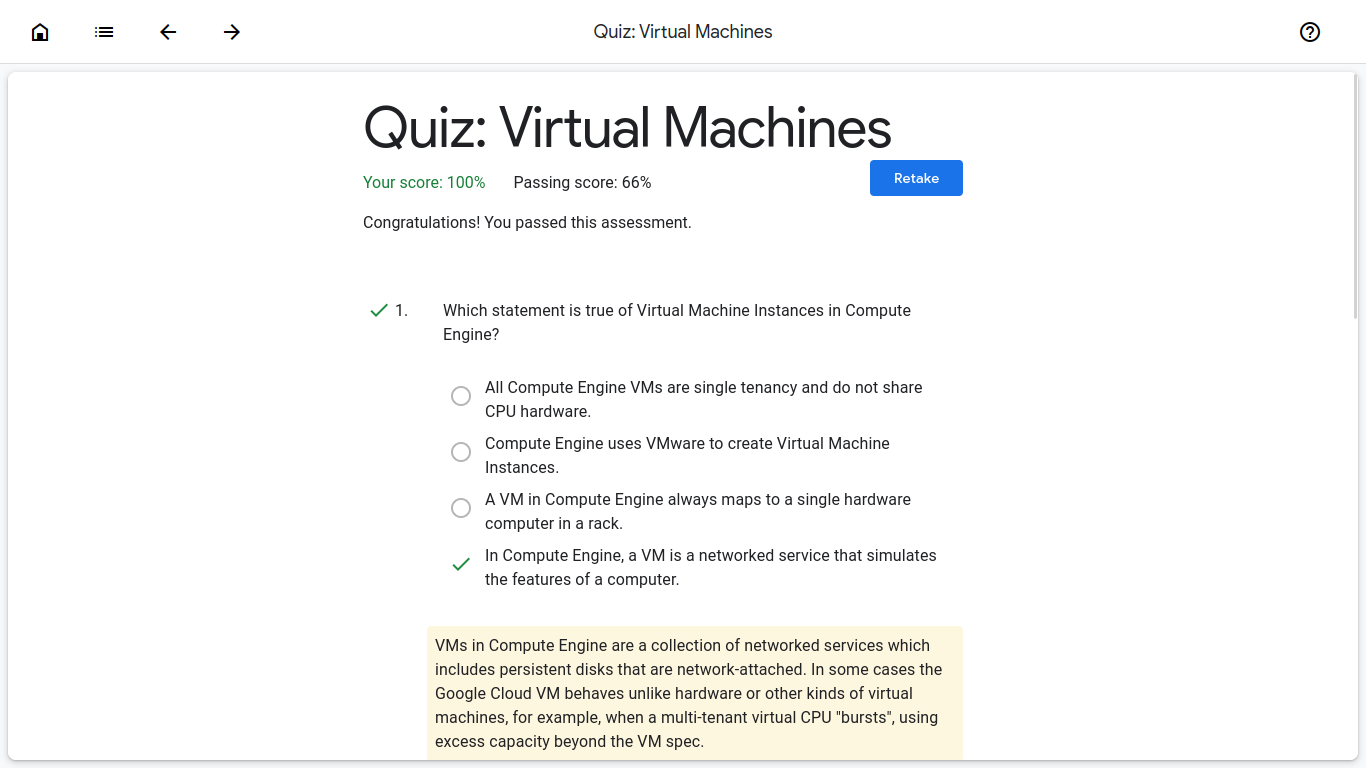 Quiz: Virtual Machines
Quiz: Virtual Machines
Your score: 100% Passing score: 66% Retake
Congratulations! You passed this assessment.
1. Which statement is true of Virtual Machine Instances in Compute
Engine?
All Compute Engine VMs are single tenancy and do not share
CPU hardware.
Compute Engine uses VMware to create Virtual Machine
Instances.
A VM in Compute Engine always maps to a single hardware
computer in a rack.
In Compute Engine, a VM is a networked service that simulates
the features of a computer.
VMs in Compute Engine are a collection of networked services which
includes persistent disks that are network-attached. In some cases the
Google Cloud VM behaves unlike hardware or other kinds of virtual
machines, for example, when a multi-tenant virtual CPU "bursts", using
excess capacity beyond the VM spec.